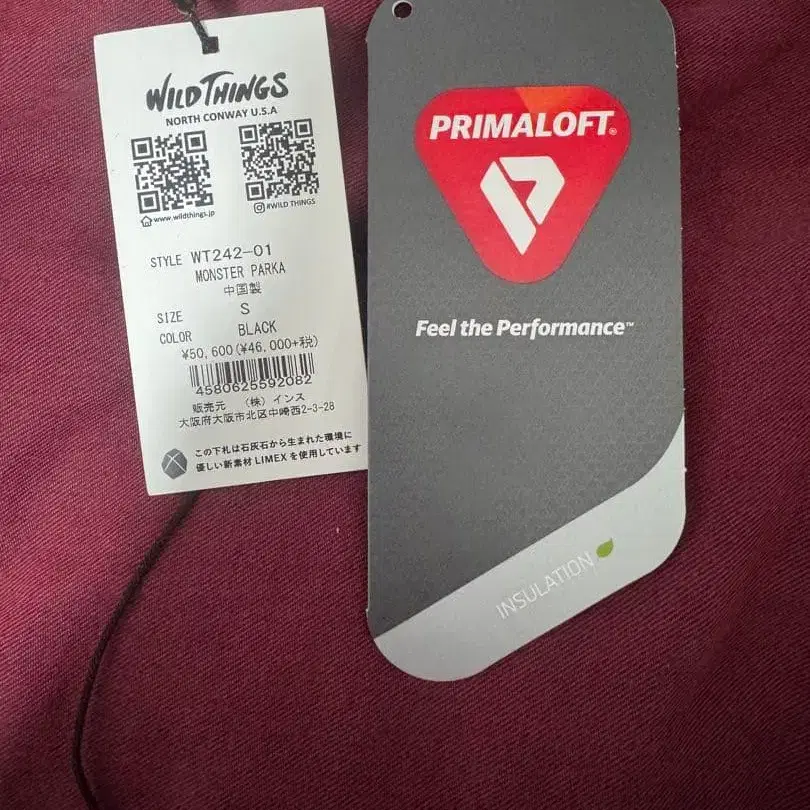 WILD THINGS
NORTH CONWAY U.S.A
www.wildthings.jp
#WILD THINGS
STYLE WT242-01
MONSTER PARKA
中国製
SIZE S
COLOR BLACK
¥50,600(¥46,000+税)
4580625592082
販売元 (株)インス
大阪府大阪市北区中崎西2-3-28
この下札は石灰石から生まれた環境に
優しい新素材 LIMEX を使用しています
PRIMALOFT®
Feel the Performance™
INSULATION